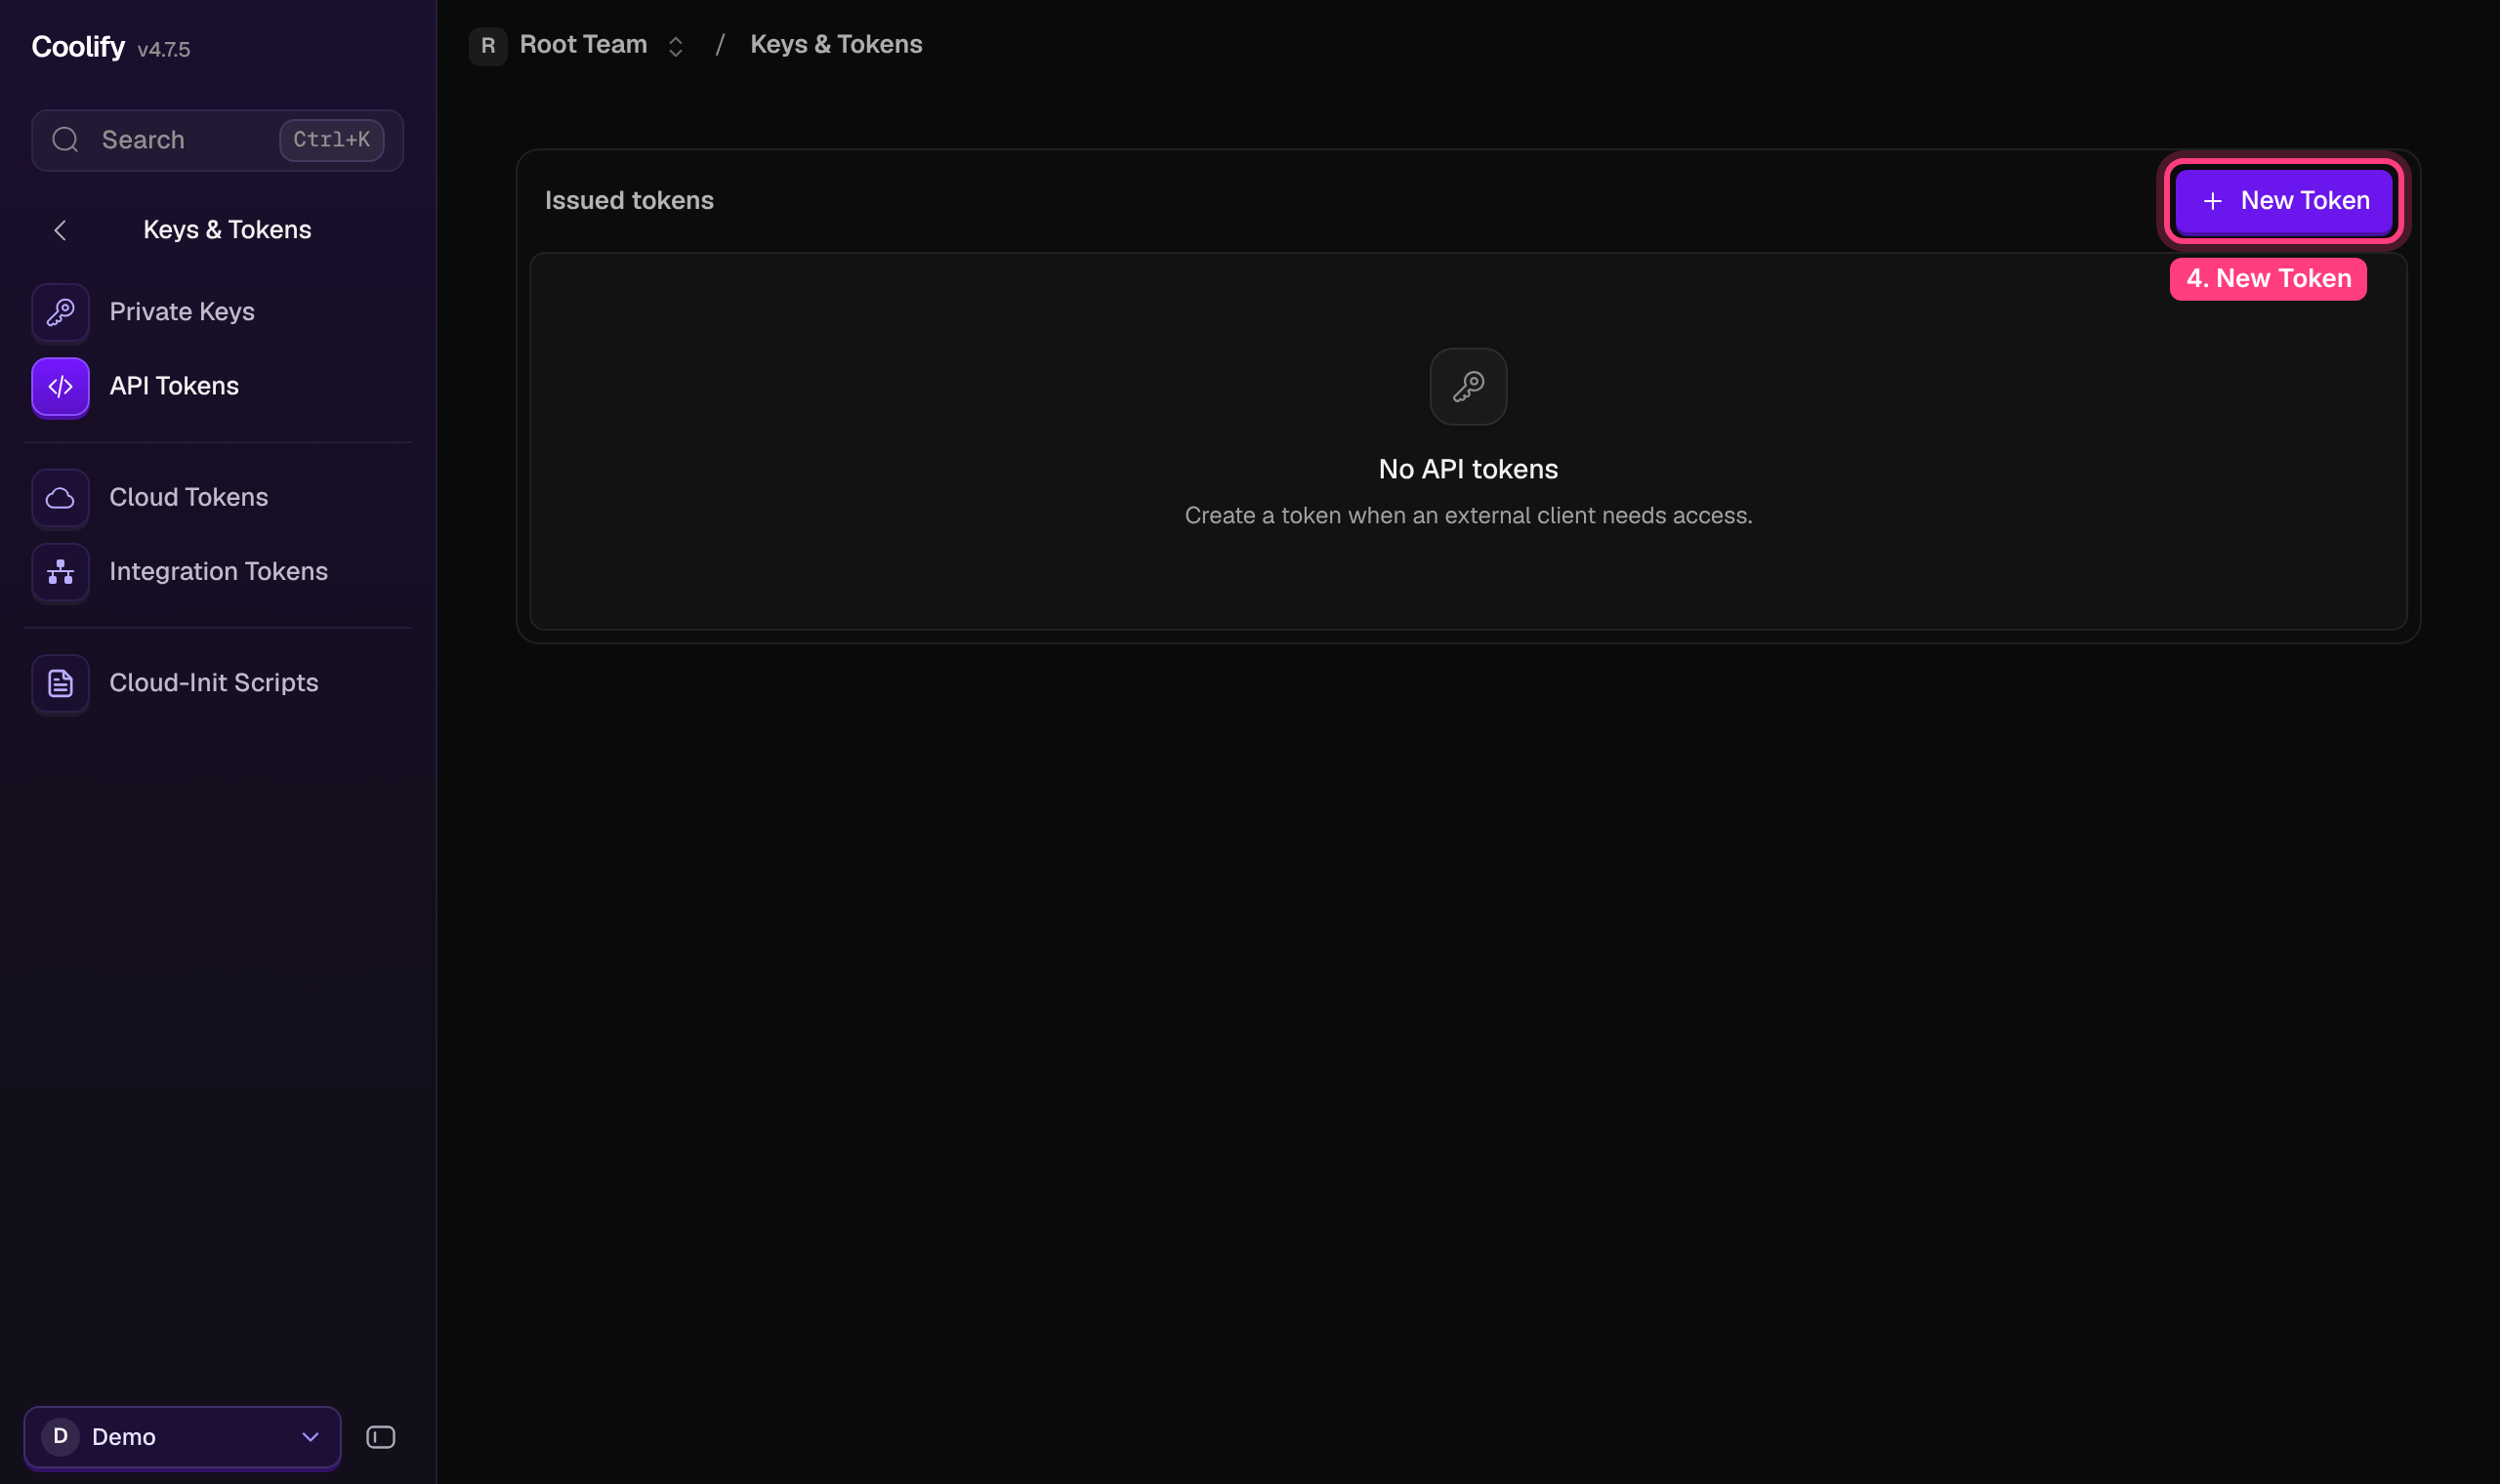 Coolify v4.7.5
Search Ctrl+K
Keys & Tokens
Private Keys
API Tokens
Cloud Tokens
Integration Tokens
Cloud-Init Scripts
D Demo
R Root Team / Keys & Tokens
Issued tokens
+ New Token
4. New Token
No API tokens
Create a token when an external client needs access.